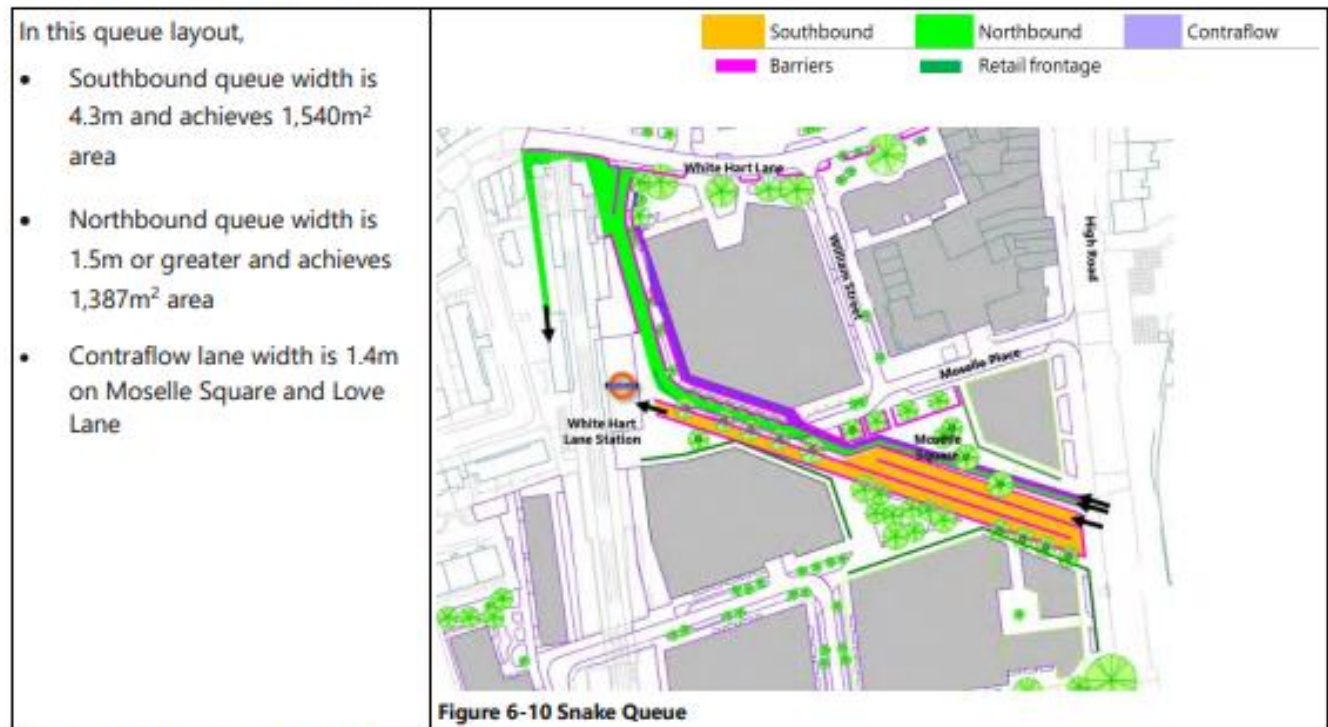 In this queue layout,
• Southbound queue width is
4.3m and achieves 1,540m²
area
• Northbound queue width is
1.5m or greater and achieves
1,387m² area
• Contraflow lane width is 1.4m
on Moselle Square and Love
Lane
Southbound
Northbound
Contraflow
Barriers
Retail frontage
White Hart Lane
William Street
High Road
Moselle Place
White Hart
Lane Station
Moselle
Square
Figure 6-10 Snake Queue